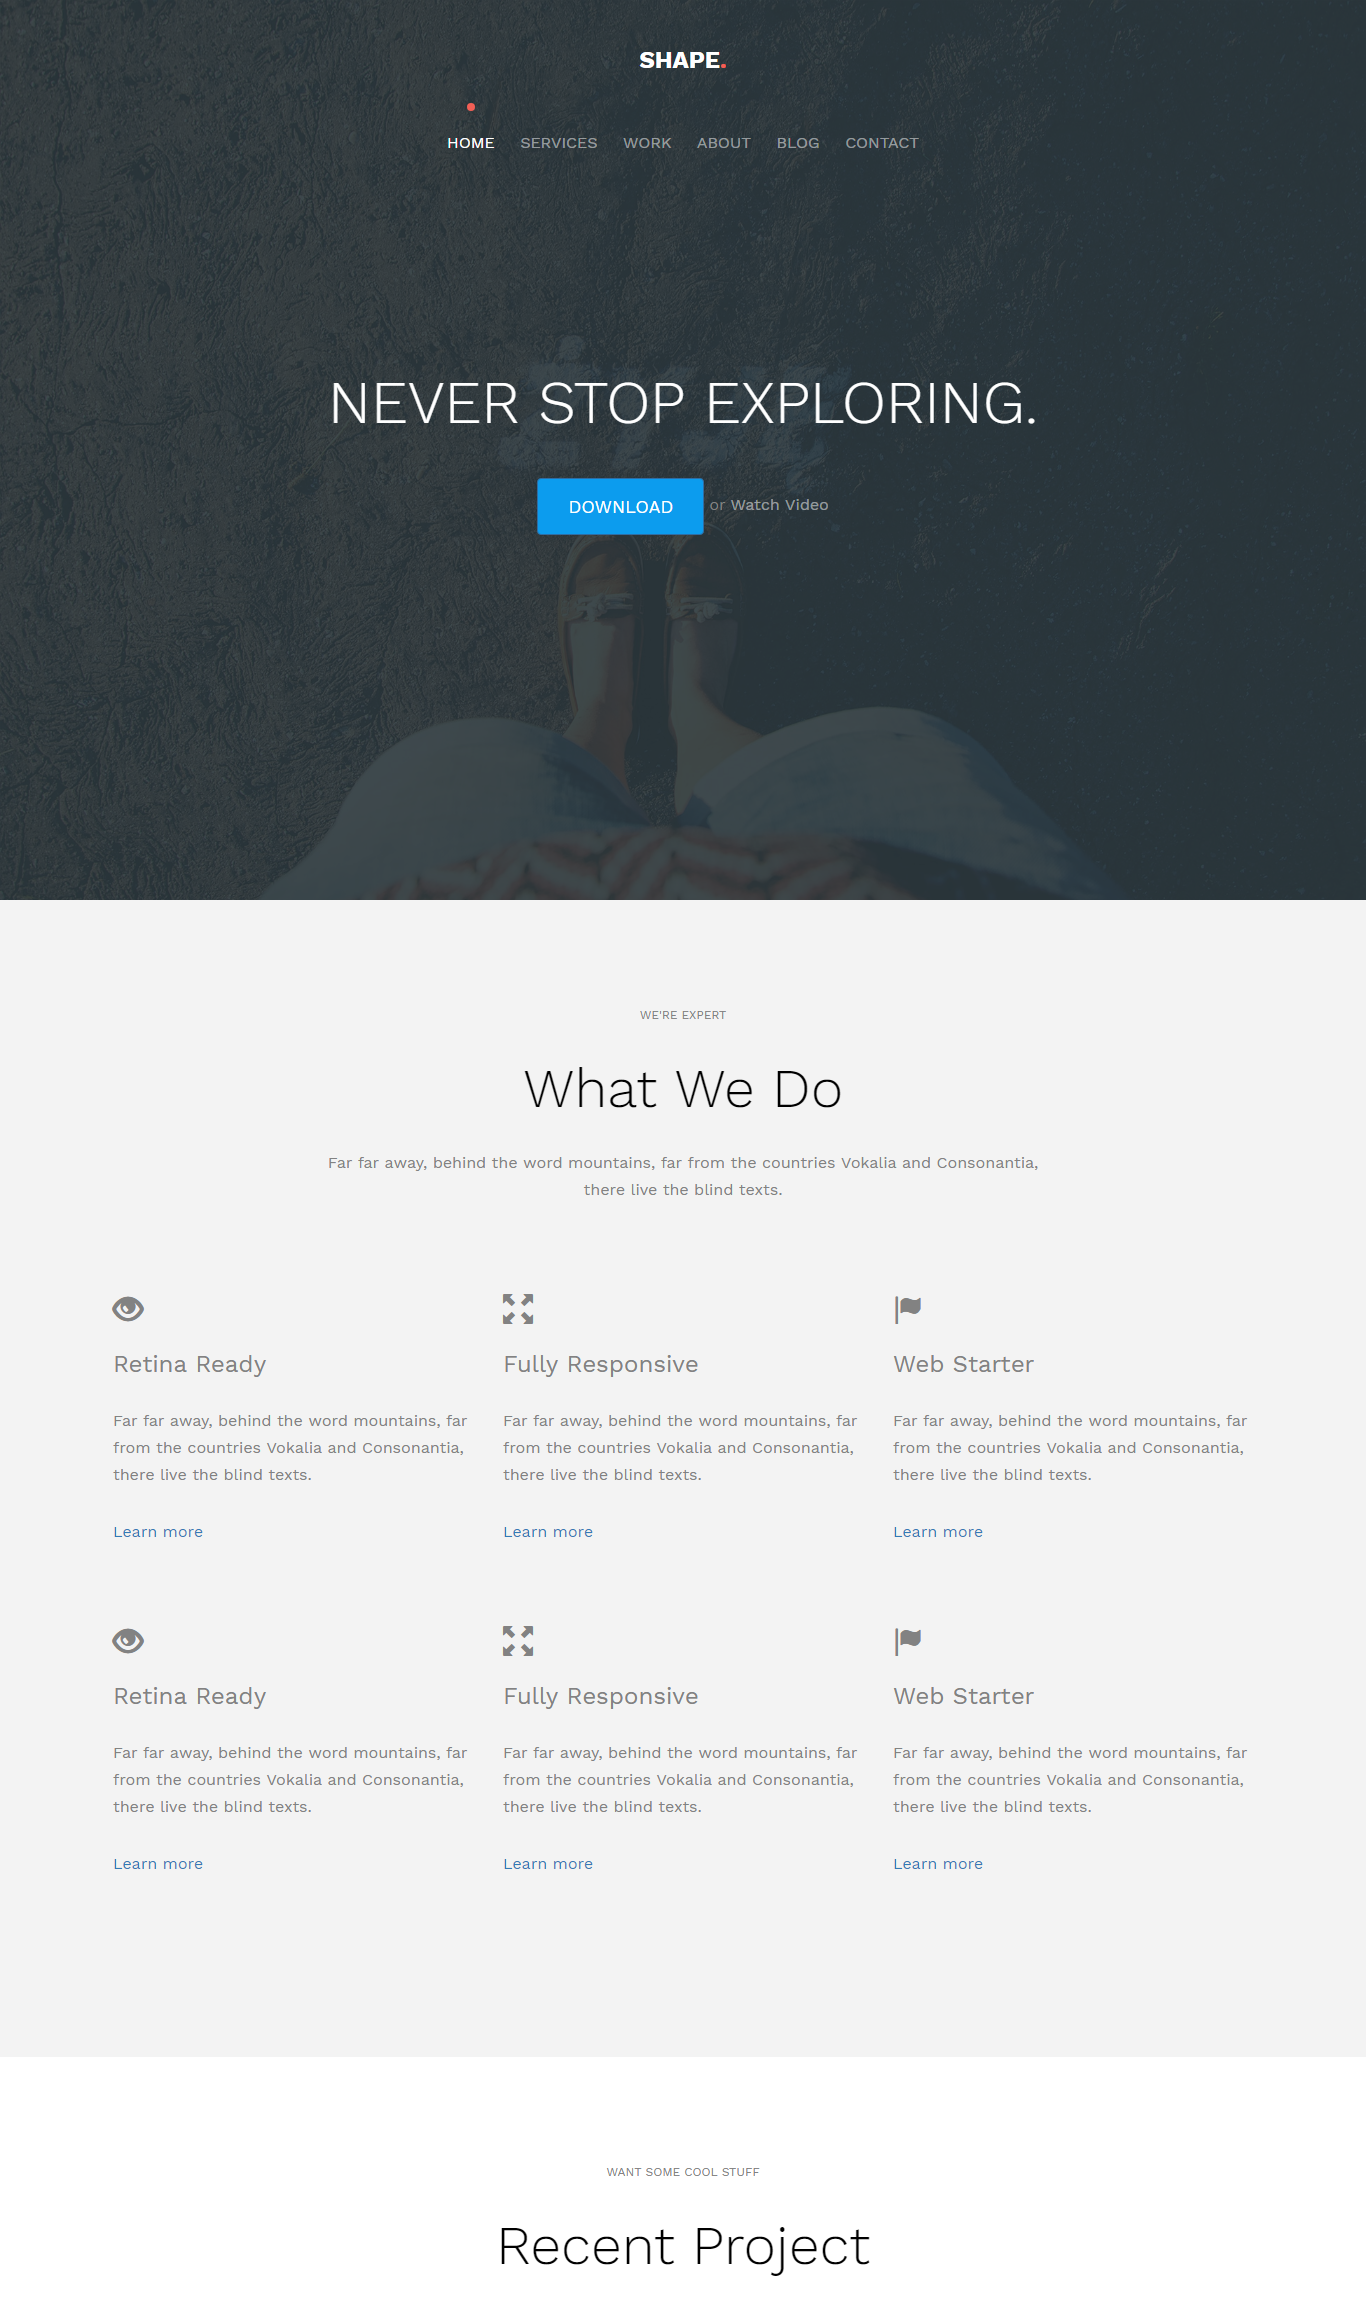 SHAPE.
HOME SERVICES WORK ABOUT BLOG CONTACT
NEVER STOP EXPLORING.
DOWNLOAD or Watch Video
WE'RE EXPERT
What We Do
Far far away, behind the word mountains, far from the countries Vokalia and Consonantia,
there live the blind texts.
Retina Ready
Far far away, behind the word mountains, far
from the countries Vokalia and Consonantia,
there live the blind texts.
Learn more
Fully Responsive
Far far away, behind the word mountains, far
from the countries Vokalia and Consonantia,
there live the blind texts.
Learn more
Web Starter
Far far away, behind the word mountains, far
from the countries Vokalia and Consonantia,
there live the blind texts.
Learn more
Retina Ready
Far far away, behind the word mountains, far
from the countries Vokalia and Consonantia,
there live the blind texts.
Learn more
Fully Responsive
Far far away, behind the word mountains, far
from the countries Vokalia and Consonantia,
there live the blind texts.
Learn more
Web Starter
Far far away, behind the word mountains, far
from the countries Vokalia and Consonantia,
there live the blind texts.
Learn more
WANT SOME COOL STUFF
Recent Project